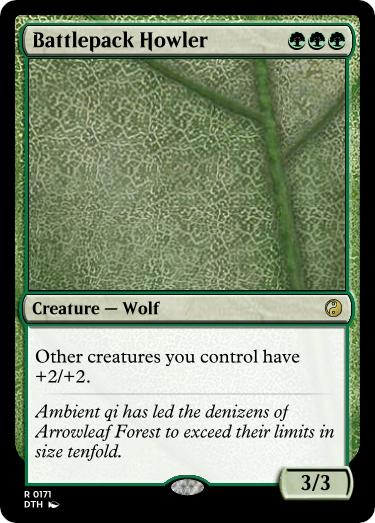 Battlepack Howler
Creature — Wolf
Other creatures you control have
+2/+2.
Ambient qi has led the denizens of
Arrowleaf Forest to exceed their limits in
size tenfold.
3/3
R 0171
DTH